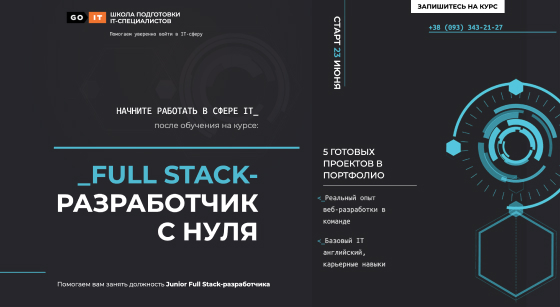 GO IT
ШКОЛА ПОДГОТОВКИ
IT-СПЕЦИАЛИСТОВ
Помогаем уверенно войти в IT-сферу
НАЧНИТЕ РАБОТАТЬ В СФЕРЕ IT_
после обучения на курсе:
_FULL STACK-
РАЗРАБОТЧИК
С НУЛЯ
Помогаем вам занять должность Junior Full Stack-разработчика
СТАРТ 23 ИЮНЯ
ЗАПИШИТЕСЬ НА КУРС
+38 (093) 343-21-27
5 ГОТОВЫХ
ПРОЕКТОВ В
ПОРТФОЛИО
<_Реальный опыт
веб-разработки в
команде
<_Базовый IT
английский,
карьерные навыки